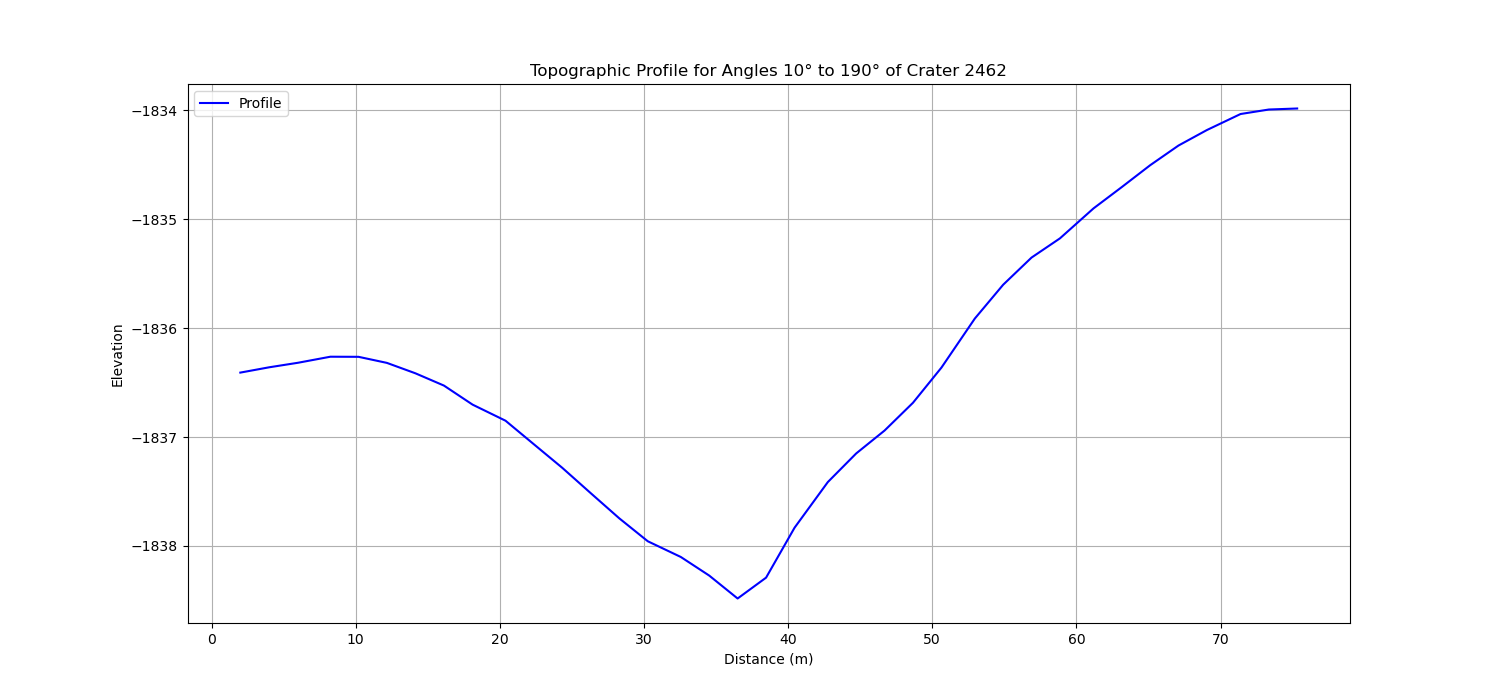 Topographic Profile for Angles 10° to 190° of Crater 2462
Profile
−1834
−1835
−1836
−1837
−1838
Elevation
0 10 20 30 40 50 60 70
Distance (m)